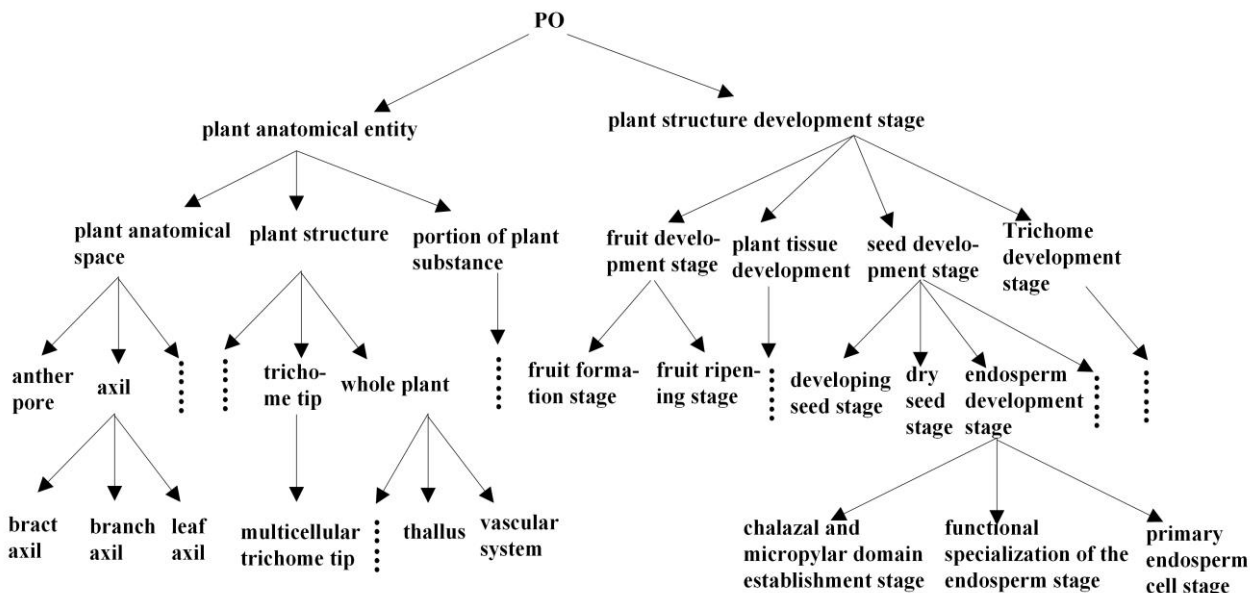 PO
plant anatomical entity
plant structure development stage
plant anatomical
space
plant structure
portion of plant
substance
fruit develo-
pment stage
plant tissue
development
seed develo-
pment stage
Trichome
development
stage
anther
pore
axil
tricho-
me tip
whole plant
fruit forma-
tion stage
fruit ripen-
ing stage
developing
seed stage
dry
seed
stage
endosperm
development
stage
bract
axil
branch
axil
leaf
axil
multicellular
trichome tip
thallus
vascular
system
chalazal and
micropylar domain
establishment stage
functional
specialization of the
endosperm stage
primary
endosperm
cell stage